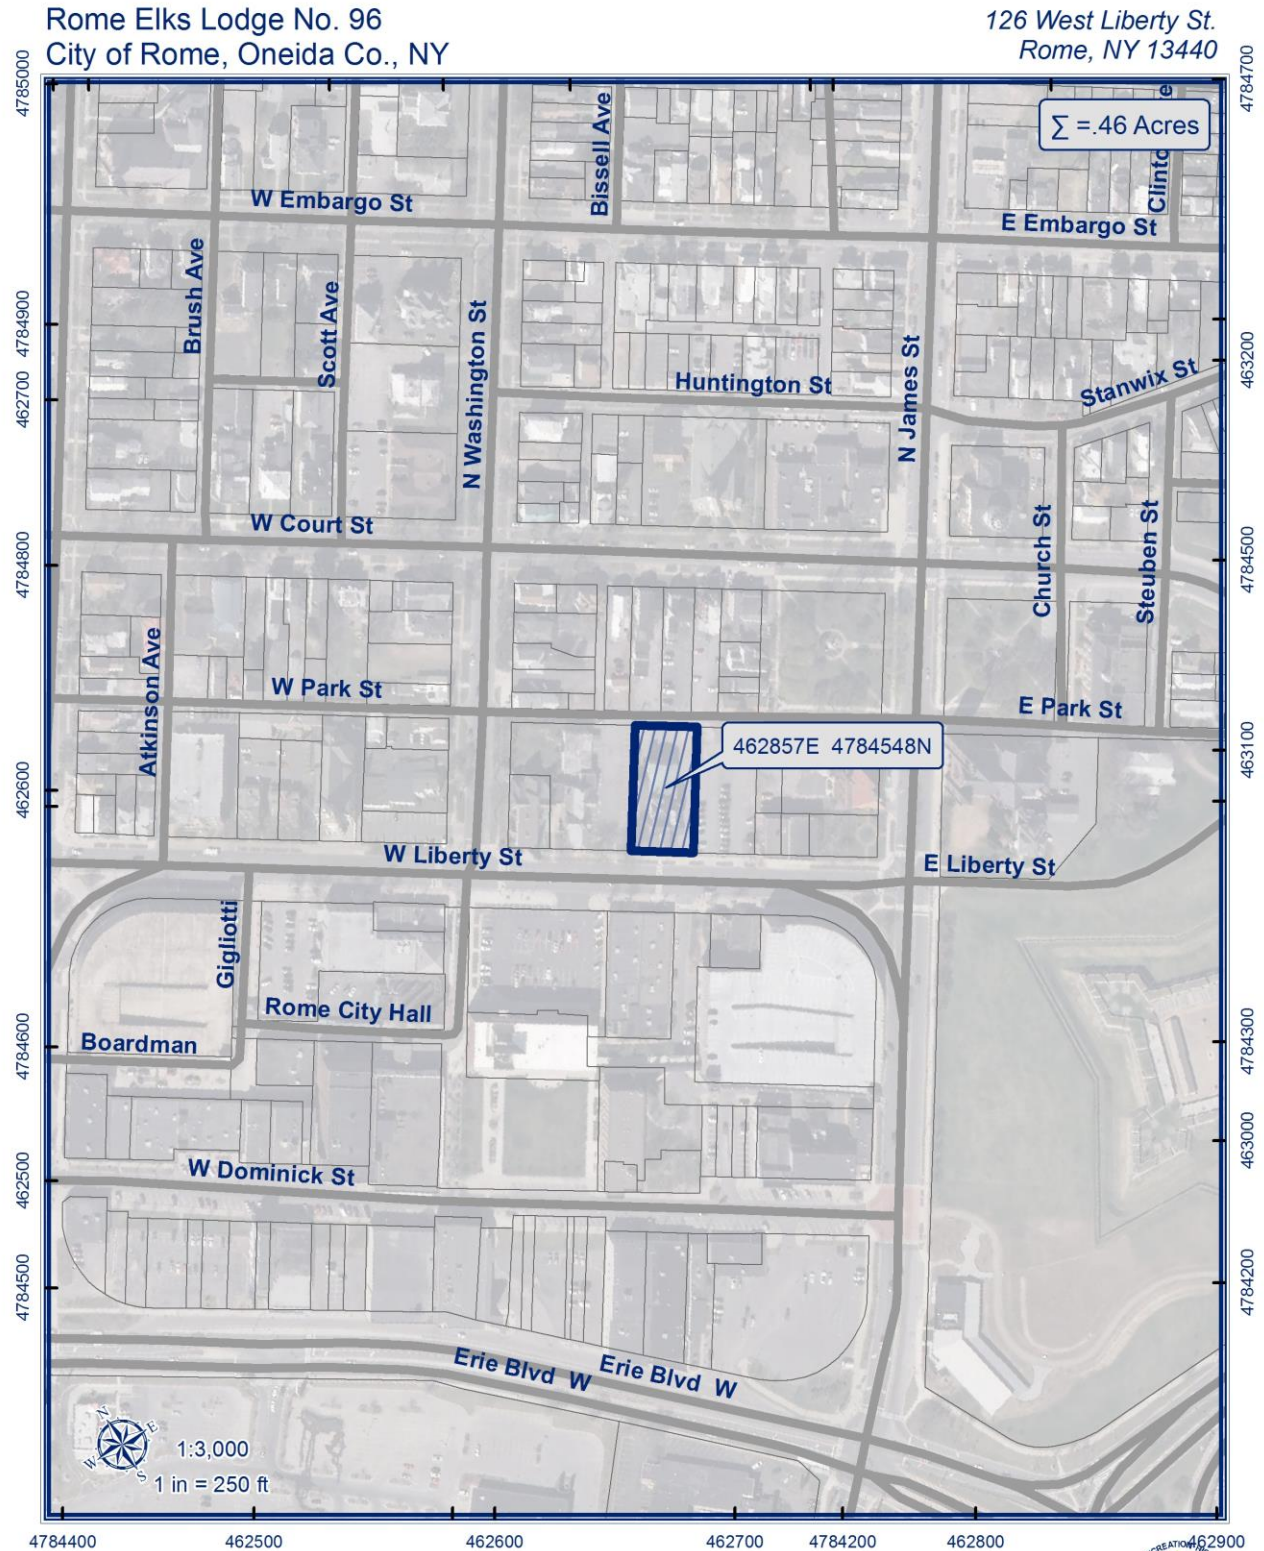 Rome Elks Lodge No. 96
City of Rome, Oneida Co., NY
126 West Liberty St.
Rome, NY 13440
4785000
4784700
∑ =.46 Acres
Bissell Ave
W Embargo St
E Embargo St
Brush Ave
Scott Ave
N Washington St
4784900
462700
463200
Huntington St
N James St
Stanwix St
W Court St
Church St
Steuben St
4784800
4784500
Atkinson Ave
W Park St
E Park St
462857E 4784548N
463100
462600
W Liberty St
E Liberty St
Gigliotti
Rome City Hall
Boardman
4784600
4784300
463000
W Dominick St
462500
4784500
4784200
Erie Blvd W
Erie Blvd W
N
E
W
S
1:3,000
1 in = 250 ft
4784400
462500
462600
462700
4784200
462800
462900